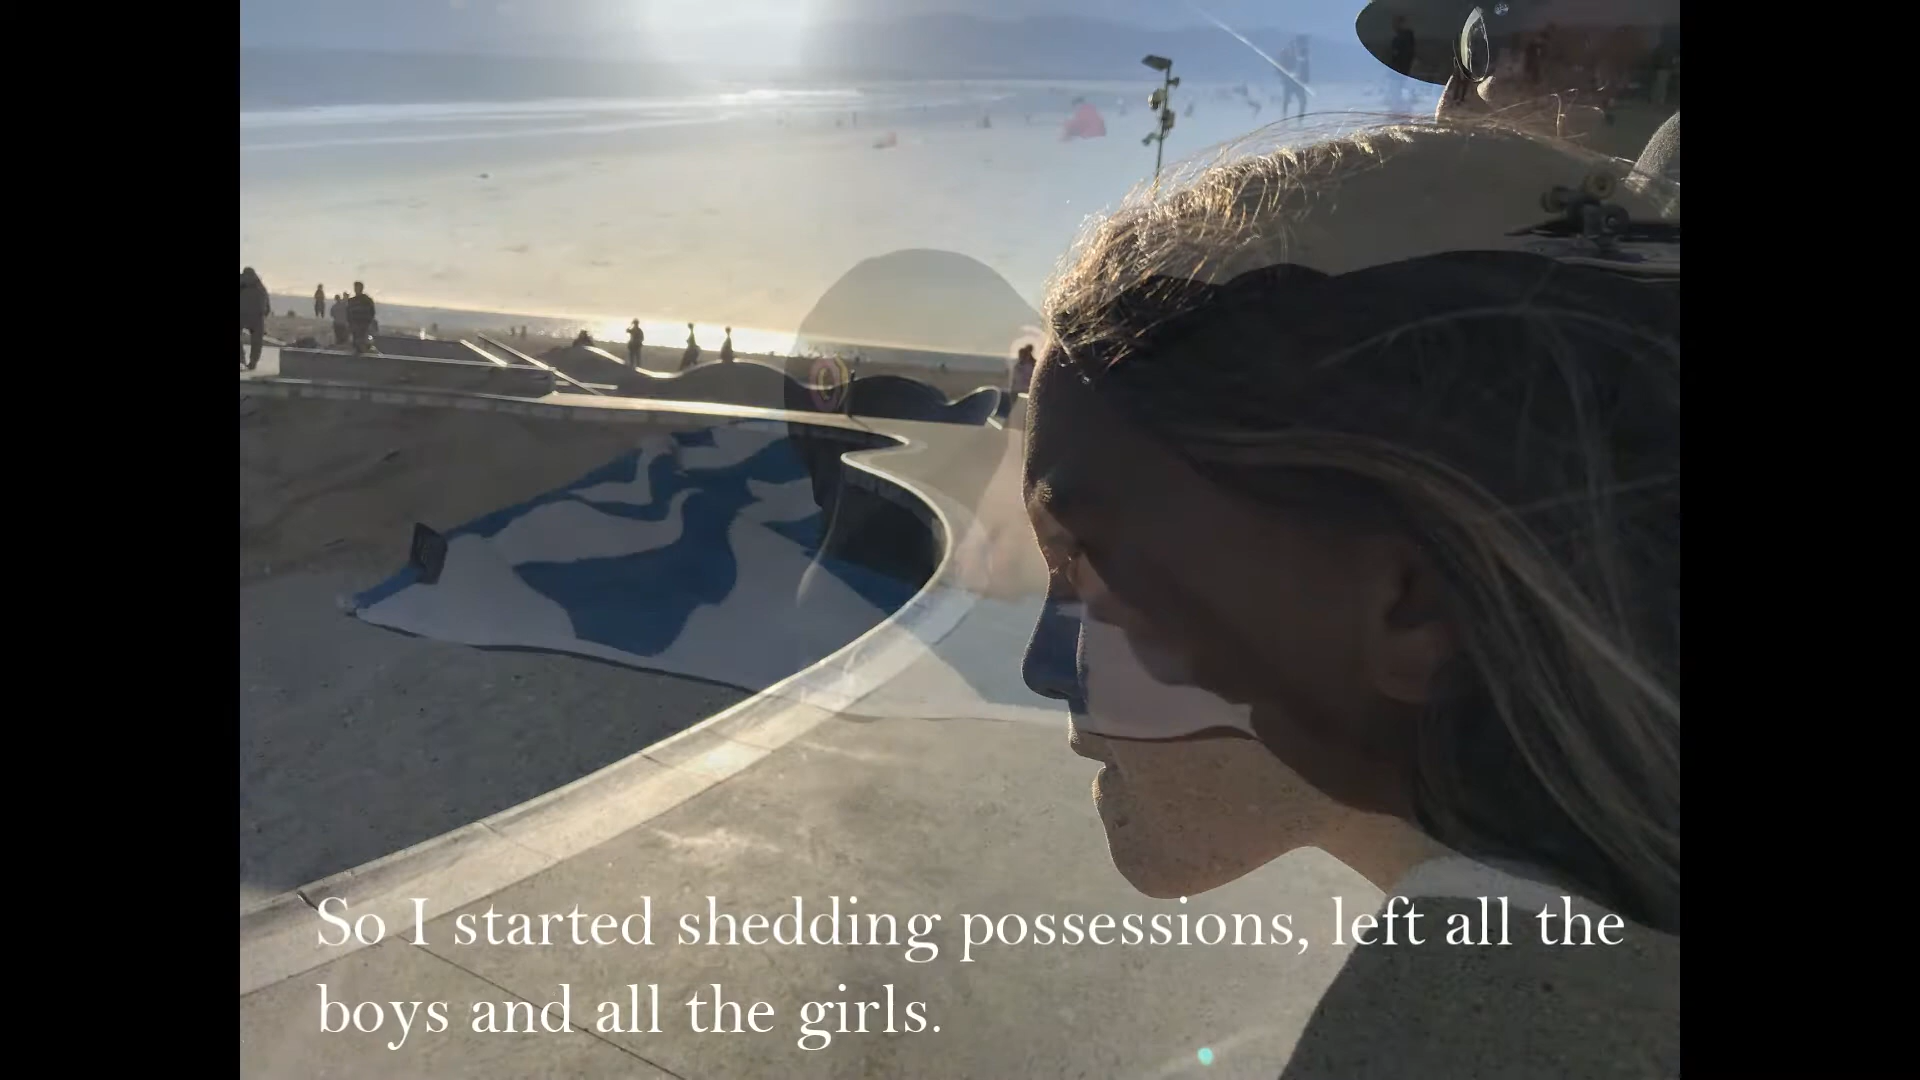 So I started shedding possessions, left all the
boys and all the girls.